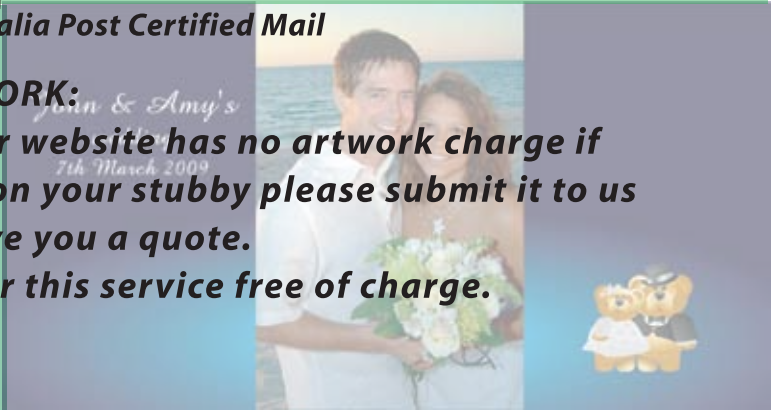 alia Post Certified Mail
ORK:
John & Amy's
r website has no artwork charge if
7th March 2009
on your stubby please submit it to us
ve you a quote.
r this service free of charge.